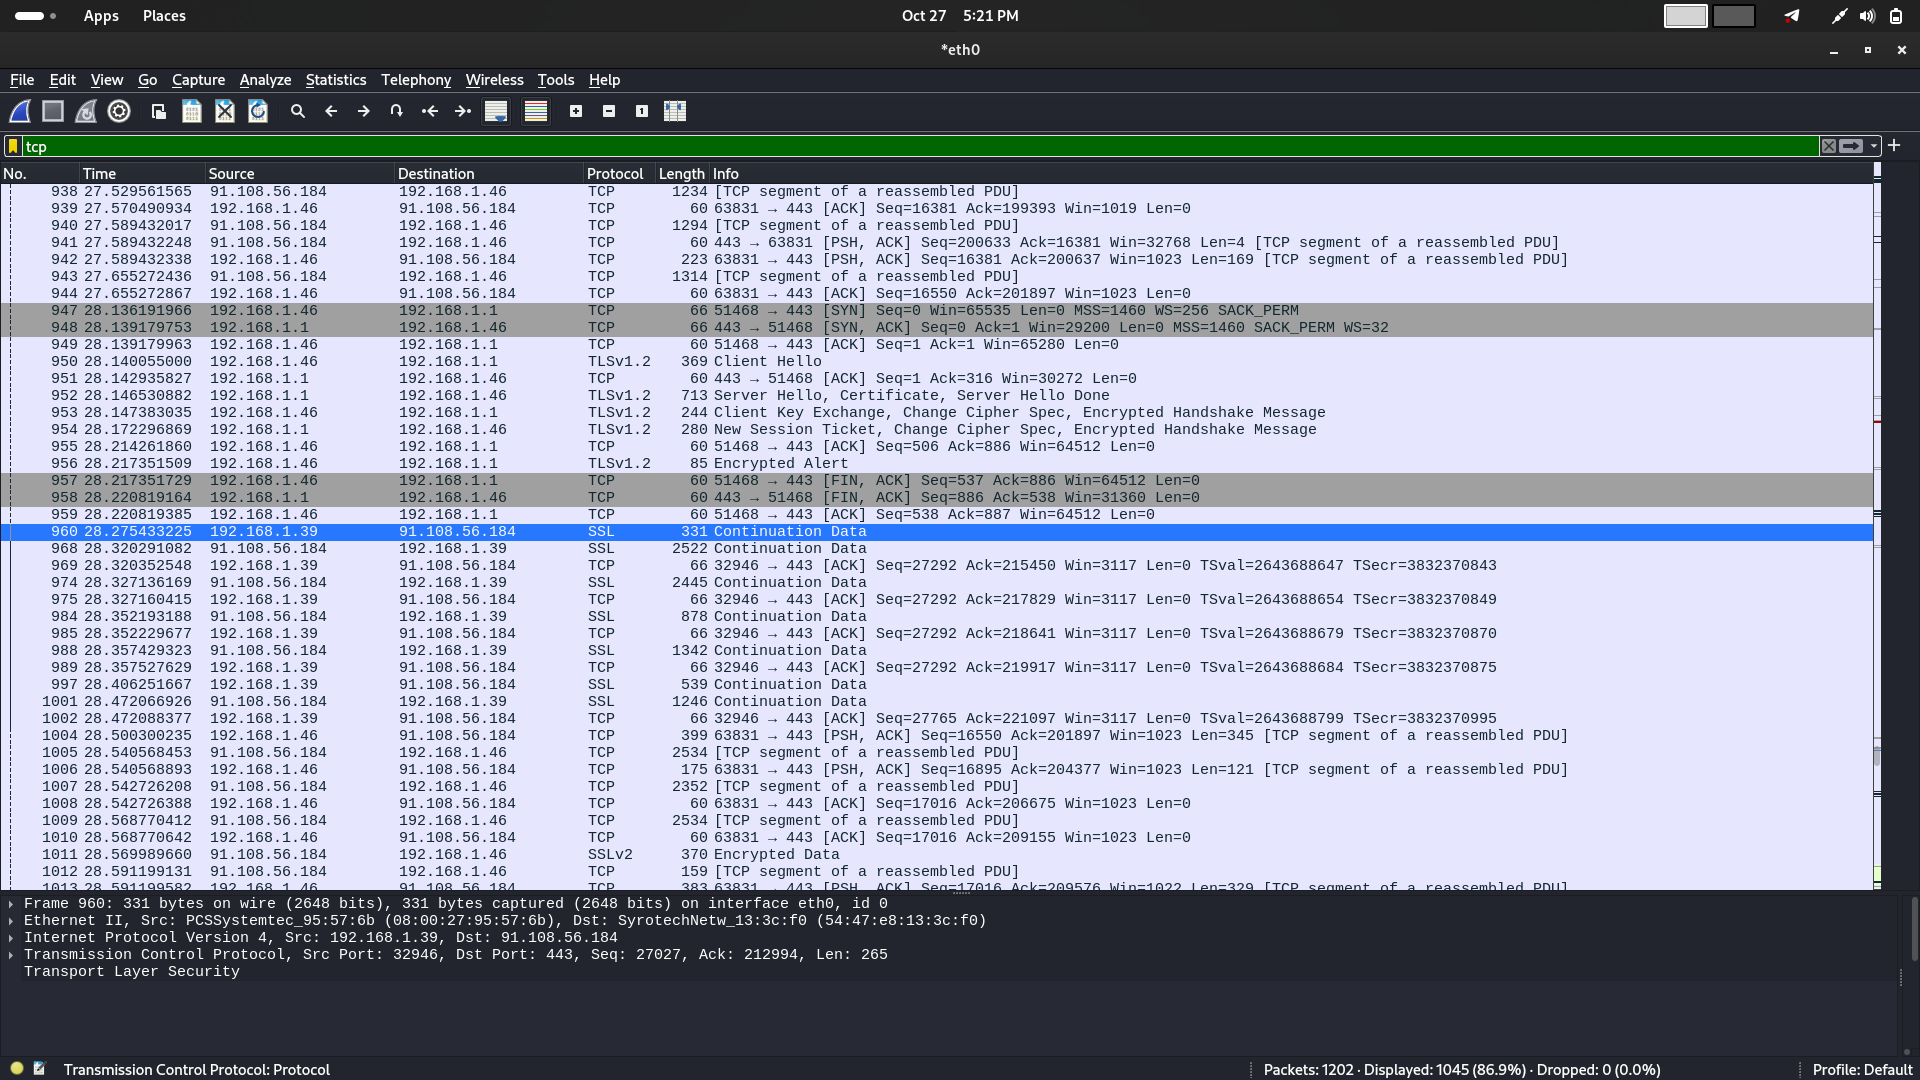 Apps Places Oct 27 5:21 PM
*eth0
File Edit View Go Capture Analyze Statistics Telephony Wireless Tools Help
tcp
No. Time Source Destination Protocol Length Info
938 27.529561565 91.108.56.184 192.168.1.46 TCP 1234 [TCP segment of a reassembled PDU]
939 27.570490934 192.168.1.46 91.108.56.184 TCP 60 63831 → 443 [ACK] Seq=16381 Ack=199393 Win=1019 Len=0
940 27.589432017 91.108.56.184 192.168.1.46 TCP 1294 [TCP segment of a reassembled PDU]
941 27.589432248 91.108.56.184 192.168.1.46 TCP 60 443 → 63831 [PSH, ACK] Seq=200633 Ack=16381 Win=32768 Len=4 [TCP segment of a reassembled PDU]
942 27.589432338 192.168.1.46 91.108.56.184 TCP 223 63831 → 443 [PSH, ACK] Seq=16381 Ack=200637 Win=1023 Len=169 [TCP segment of a reassembled PDU]
943 27.655272436 91.108.56.184 192.168.1.46 TCP 1314 [TCP segment of a reassembled PDU]
944 27.655272867 192.168.1.46 91.108.56.184 TCP 60 63831 → 443 [ACK] Seq=16550 Ack=201897 Win=1023 Len=0
947 28.136191966 192.168.1.46 192.168.1.1 TCP 66 51468 → 443 [SYN] Seq=0 Win=65535 Len=0 MSS=1460 WS=256 SACK_PERM
948 28.139179753 192.168.1.1 192.168.1.46 TCP 66 443 → 51468 [SYN, ACK] Seq=0 Ack=1 Win=29200 Len=0 MSS=1460 SACK_PERM WS=32
949 28.139179963 192.168.1.46 192.168.1.1 TCP 60 51468 → 443 [ACK] Seq=1 Ack=1 Win=65280 Len=0
950 28.140055000 192.168.1.46 192.168.1.1 TLSv1.2 369 Client Hello
951 28.142935827 192.168.1.1 192.168.1.46 TCP 60 443 → 51468 [ACK] Seq=1 Ack=316 Win=30272 Len=0
952 28.146530882 192.168.1.1 192.168.1.46 TLSv1.2 713 Server Hello, Certificate, Server Hello Done
953 28.147383035 192.168.1.46 192.168.1.1 TLSv1.2 244 Client Key Exchange, Change Cipher Spec, Encrypted Handshake Message
954 28.172296869 192.168.1.1 192.168.1.46 TLSv1.2 280 New Session Ticket, Change Cipher Spec, Encrypted Handshake Message
955 28.214261860 192.168.1.46 192.168.1.1 TCP 60 51468 → 443 [ACK] Seq=506 Ack=886 Win=64512 Len=0
956 28.217351509 192.168.1.46 192.168.1.1 TLSv1.2 85 Encrypted Alert
957 28.217351729 192.168.1.46 192.168.1.1 TCP 60 51468 → 443 [FIN, ACK] Seq=537 Ack=886 Win=64512 Len=0
958 28.220819164 192.168.1.1 192.168.1.46 TCP 60 443 → 51468 [FIN, ACK] Seq=886 Ack=538 Win=31360 Len=0
959 28.220819385 192.168.1.46 192.168.1.1 TCP 60 51468 → 443 [ACK] Seq=538 Ack=887 Win=64512 Len=0
960 28.275433225 192.168.1.39 91.108.56.184 SSL 331 Continuation Data
968 28.320291082 91.108.56.184 192.168.1.39 SSL 2522 Continuation Data
969 28.320352548 192.168.1.39 91.108.56.184 TCP 66 32946 → 443 [ACK] Seq=27292 Ack=215450 Win=3117 Len=0 TSval=2643688647 TSecr=3832370843
974 28.327136169 91.108.56.184 192.168.1.39 SSL 2445 Continuation Data
975 28.327160415 192.168.1.39 91.108.56.184 TCP 66 32946 → 443 [ACK] Seq=27292 Ack=217829 Win=3117 Len=0 TSval=2643688654 TSecr=3832370849
984 28.352193188 91.108.56.184 192.168.1.39 SSL 878 Continuation Data
985 28.352229677 192.168.1.39 91.108.56.184 TCP 66 32946 → 443 [ACK] Seq=27292 Ack=218641 Win=3117 Len=0 TSval=2643688679 TSecr=3832370870
988 28.357429323 91.108.56.184 192.168.1.39 SSL 1342 Continuation Data
989 28.357527629 192.168.1.39 91.108.56.184 TCP 66 32946 → 443 [ACK] Seq=27292 Ack=219917 Win=3117 Len=0 TSval=2643688684 TSecr=3832370875
997 28.406251667 192.168.1.39 91.108.56.184 SSL 539 Continuation Data
1001 28.472066926 91.108.56.184 192.168.1.39 SSL 1246 Continuation Data
1002 28.472088377 192.168.1.39 91.108.56.184 TCP 66 32946 → 443 [ACK] Seq=27765 Ack=221097 Win=3117 Len=0 TSval=2643688799 TSecr=3832370995
1004 28.500300235 192.168.1.46 91.108.56.184 TCP 399 63831 → 443 [PSH, ACK] Seq=16550 Ack=201897 Win=1023 Len=345 [TCP segment of a reassembled PDU]
1005 28.540568453 91.108.56.184 192.168.1.46 TCP 2534 [TCP segment of a reassembled PDU]
1006 28.540568893 192.168.1.46 91.108.56.184 TCP 175 63831 → 443 [PSH, ACK] Seq=16895 Ack=204377 Win=1023 Len=121 [TCP segment of a reassembled PDU]
1007 28.542726208 91.108.56.184 192.168.1.46 TCP 2352 [TCP segment of a reassembled PDU]
1008 28.542726388 192.168.1.46 91.108.56.184 TCP 60 63831 → 443 [ACK] Seq=17016 Ack=206675 Win=1023 Len=0
1009 28.568770412 91.108.56.184 192.168.1.46 TCP 2534 [TCP segment of a reassembled PDU]
1010 28.568770642 192.168.1.46 91.108.56.184 TCP 60 63831 → 443 [ACK] Seq=17016 Ack=209155 Win=1023 Len=0
1011 28.569989660 91.108.56.184 192.168.1.46 SSLv2 370 Encrypted Data
1012 28.591199131 91.108.56.184 192.168.1.46 TCP 159 [TCP segment of a reassembled PDU]
1013 28.591199582 192.168.1.46 91.108.56.184 TCP 383 63831 → 443 [PSH, ACK] Seq=17016 Ack=209576 Win=1022 Len=329 [TCP segment of a reassembled PDU]
Frame 960: 331 bytes on wire (2648 bits), 331 bytes captured (2648 bits) on interface eth0, id 0
Ethernet II, Src: PCSSystemtec_95:57:6b (08:00:27:95:57:6b), Dst: SyrotechNetw_13:3c:f0 (54:47:e8:13:3c:f0)
Internet Protocol Version 4, Src: 192.168.1.39, Dst: 91.108.56.184
Transmission Control Protocol, Src Port: 32946, Dst Port: 443, Seq: 27027, Ack: 212994, Len: 265
Transport Layer Security
Transmission Control Protocol: Protocol Packets: 1202 · Displayed: 1045 (86.9%) · Dropped: 0 (0.0%) Profile: Default